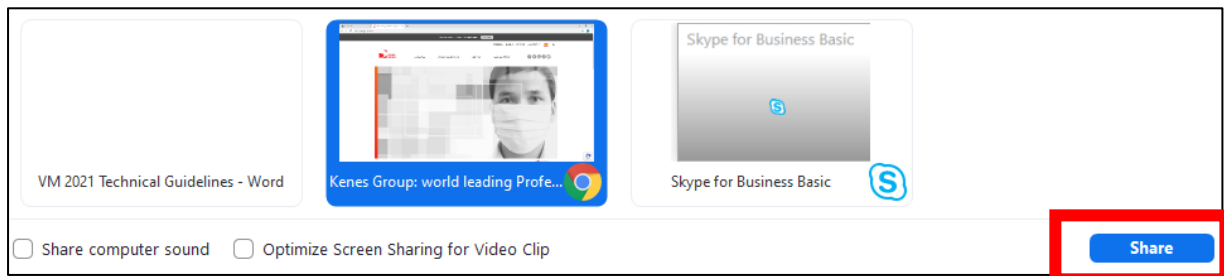 Skype for Business Basic
VM 2021 Technical Guidelines - Word
Kenes Group: world leading Profe...
Skype for Business Basic
Share computer sound
Optimize Screen Sharing for Video Clip
Share